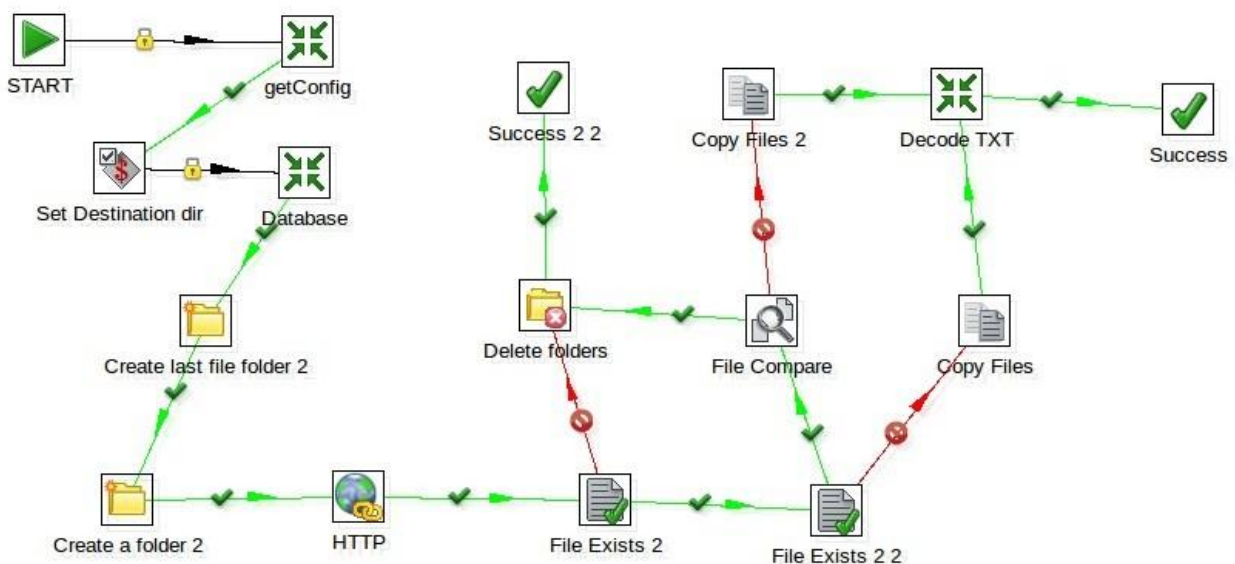 START
getConfig
Success 2 2
Copy Files 2
Decode TXT
Success
Set Destination dir
Database
Create last file folder 2
Delete folders
File Compare
Copy Files
Create a folder 2
HTTP
File Exists 2
File Exists 2 2